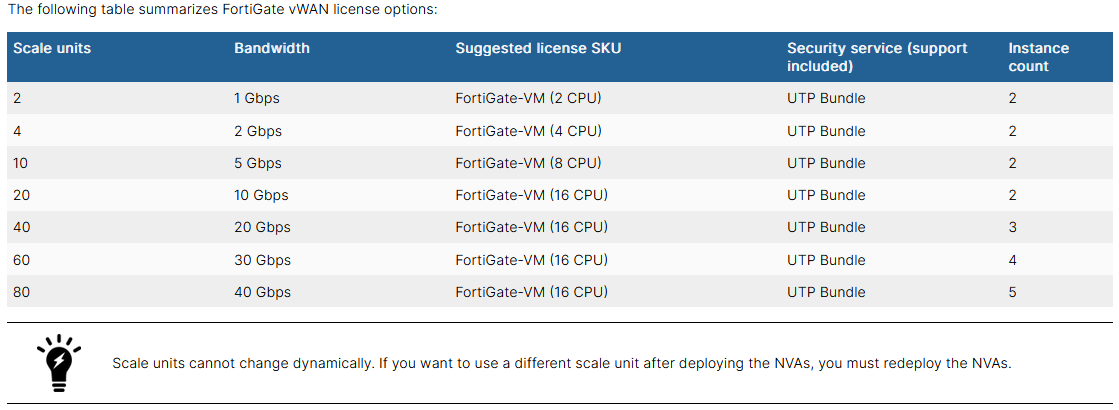 The following table summarizes FortiGate vWAN license options:
Scale units Bandwidth Suggested license SKU Security service (support included) Instance count
2 1 Gbps FortiGate-VM (2 CPU) UTP Bundle 2
4 2 Gbps FortiGate-VM (4 CPU) UTP Bundle 2
10 5 Gbps FortiGate-VM (8 CPU) UTP Bundle 2
20 10 Gbps FortiGate-VM (16 CPU) UTP Bundle 2
40 20 Gbps FortiGate-VM (16 CPU) UTP Bundle 3
60 30 Gbps FortiGate-VM (16 CPU) UTP Bundle 4
80 40 Gbps FortiGate-VM (16 CPU) UTP Bundle 5
Scale units cannot change dynamically. If you want to use a different scale unit after deploying the NVAs, you must redeploy the NVAs.